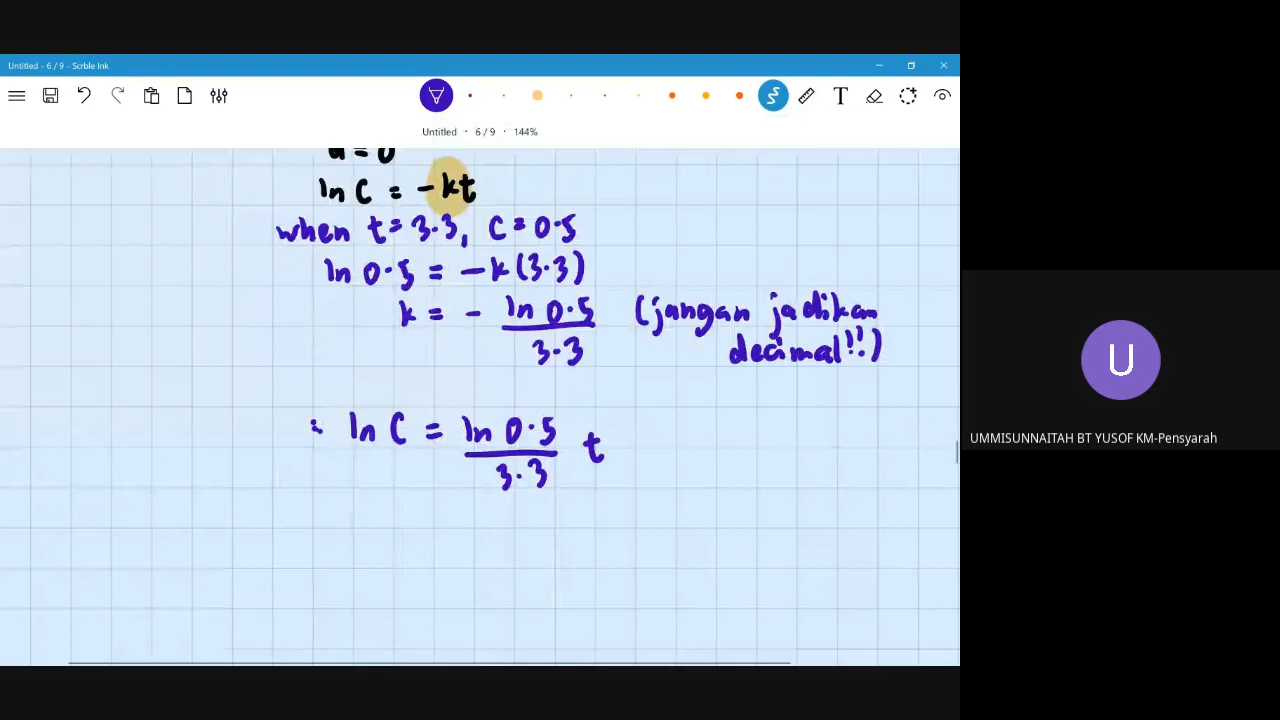 Untitled - 6 / 9 - Scrble Ink
Untitled • 6 / 9 • 144%
a = 0
ln C = -kt
when t = 3.3, C = 0.5
ln 0.5 = -k(3.3)
k = - ln 0.5 / 3.3 (jangan jadikan
decimal!!)
∴ ln C = ln 0.5 / 3.3 t
U
UMMISUNNAITAH BT YUSOF KM-Pensyarah